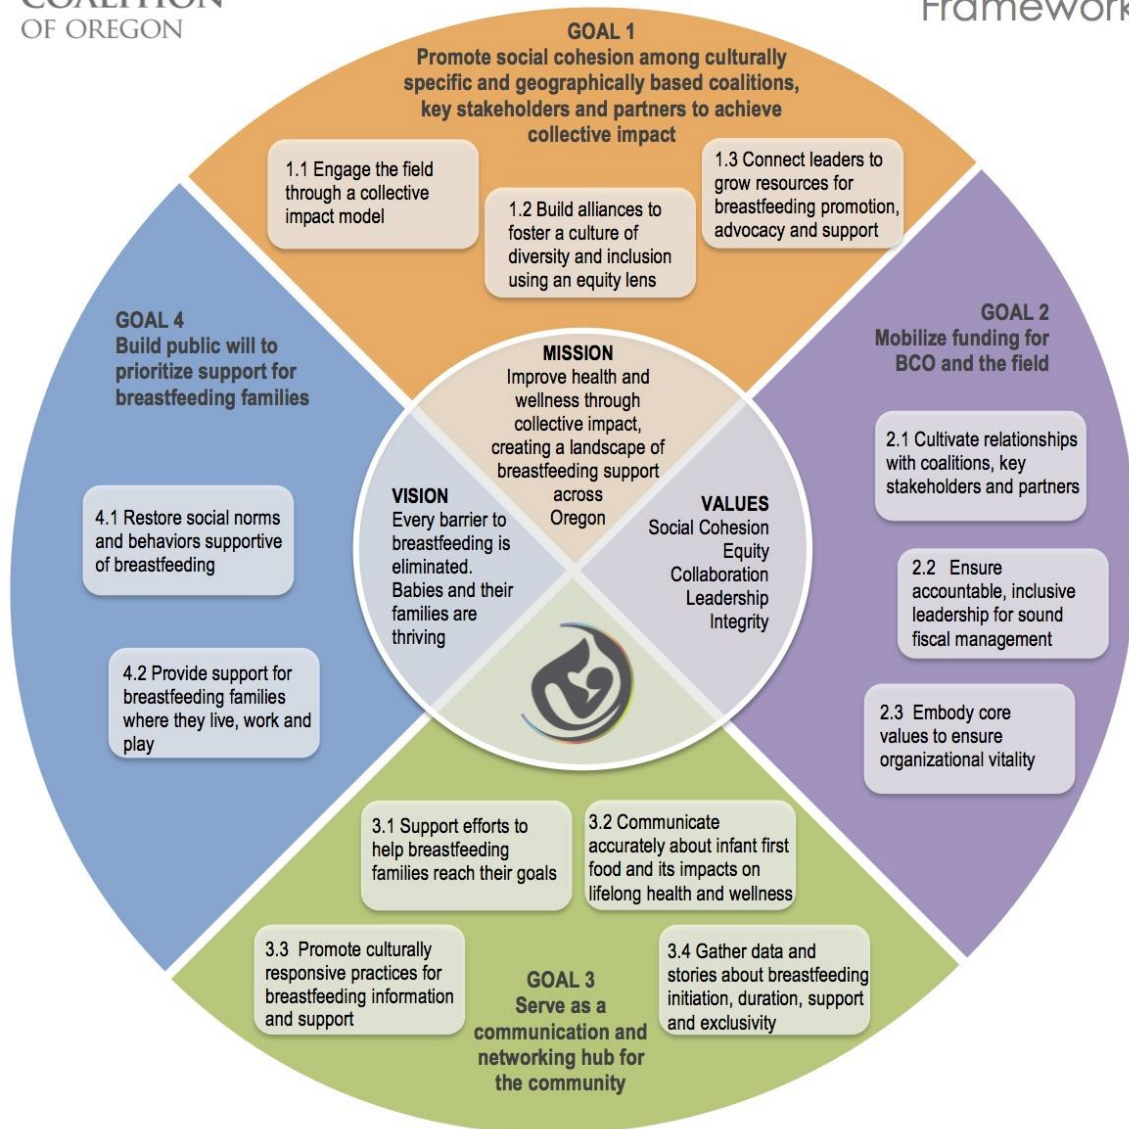 COALITION
OF OREGON
Framework
GOAL 1
Promote social cohesion among culturally
specific and geographically based coalitions,
key stakeholders and partners to achieve
collective impact
1.1 Engage the field
through a collective
impact model
1.2 Build alliances to
foster a culture of
diversity and inclusion
using an equity lens
1.3 Connect leaders to
grow resources for
breastfeeding promotion,
advocacy and support
GOAL 2
Mobilize funding for
BCO and the field
2.1 Cultivate relationships
with coalitions, key
stakeholders and partners
2.2 Ensure
accountable, inclusive
leadership for sound
fiscal management
2.3 Embody core
values to ensure
organizational vitality
GOAL 4
Build public will to
prioritize support for
breastfeeding families
4.1 Restore social norms
and behaviors supportive
of breastfeeding
4.2 Provide support for
breastfeeding families
where they live, work and
play
MISSION
Improve health and
wellness through
collective impact,
creating a landscape of
breastfeeding support
across
Oregon
VISION
Every barrier to
breastfeeding is
eliminated.
Babies and their
families are
thriving
VALUES
Social Cohesion
Equity
Collaboration
Leadership
Integrity
3.1 Support efforts to
help breastfeeding
families reach their goals
3.2 Communicate
accurately about infant first
food and its impacts on
lifelong health and wellness
3.3 Promote culturally
responsive practices for
breastfeeding information
and support
3.4 Gather data and
stories about breastfeeding
initiation, duration, support
and exclusivity
GOAL 3
Serve as a
communication and
networking hub for
the community